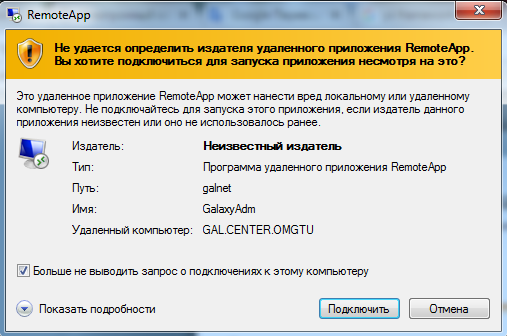 RemoteApp
Не удается определить издателя удаленного приложения RemoteApp.
Вы хотите подключиться для запуска приложения несмотря на это?
Это удаленное приложение RemoteApp может нанести вред локальному или удаленному
компьютеру. Не подключайтесь для запуска этого приложения, если издатель данного
приложения неизвестен или оно не использовалось ранее.
Издатель: Неизвестный издатель
Тип: Программа удаленного приложения RemoteApp
Путь: galnet
Имя: GalaxyAdm
Удаленный компьютер: GAL.CENTER.OMGTU
Больше не выводить запрос о подключениях к этому компьютеру
Показать подробности Подключить Отмена